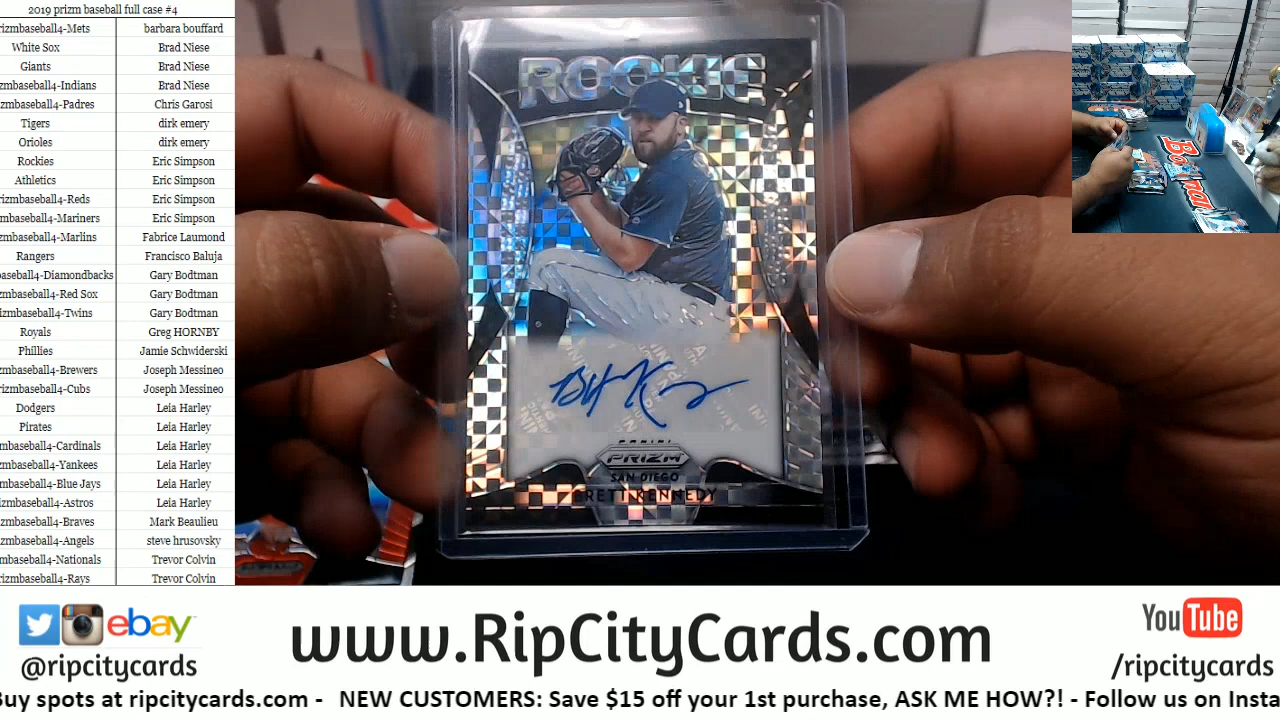 2019 prizm baseball full case #4
rizmbaseball4-Mets barbara bouffard
White Sox Brad Niese
Giants Brad Niese
zmbaseball4-Indians Brad Niese
zmbaseball4-Padres Chris Garosi
Tigers dirk emery
Orioles dirk emery
Rockies Eric Simpson
Athletics Eric Simpson
izmbaseball4-Reds Eric Simpson
mbaseball4-Mariners Eric Simpson
zmbaseball4-Marlins Fabrice Laumond
Rangers Francisco Baluja
baseball4-Diamondbacks Gary Bodtman
mbaseball4-Red Sox Gary Bodtman
zmbaseball4-Twins Gary Bodtman
Royals Greg HORNBY
Phillies Jamie Schwiderski
zmbaseball4-Brewers Joseph Messineo
rizmbaseball4-Cubs Joseph Messineo
Dodgers Leia Harley
Pirates Leia Harley
mbaseball4-Cardinals Leia Harley
zmbaseball4-Yankees Leia Harley
mbaseball4-Blue Jays Leia Harley
zmbaseball4-Astros Leia Harley
zmbaseball4-Braves Mark Beaulieu
zmbaseball4-Angels steve hrusovsky
mbaseball4-Nationals Trevor Colvin
izmbaseball4-Rays Trevor Colvin
ROOKIE
PANINI
PRIZM
SAN DIEGO
BRETT KENNEDY
ebay
@ripcitycards
www.RipCityCards.com
YouTube
/ripcitycards
Buy spots at ripcitycards.com - NEW CUSTOMERS: Save $15 off your 1st purchase, ASK ME HOW?! - Follow us on Insta